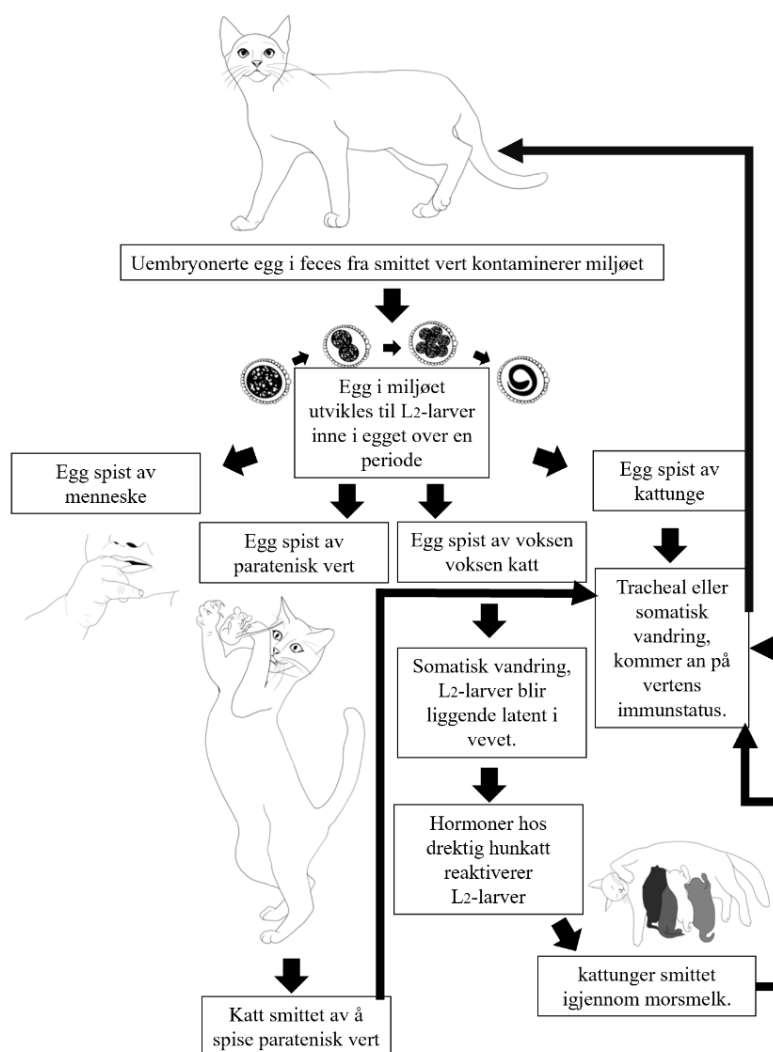 Uembryonerte egg i feces fra smittet vert kontaminerer miljøet
Egg i miljøet
utvikles til L2-larver
inne i egget over en
periode
Egg spist av
menneske
Egg spist av
kattunge
Egg spist av
paratenisk vert
Egg spist av voksen
voksen katt
Tracheal eller
somatisk
vandring,
kommer an på
vertens
immunstatus.
Somatisk vandring,
L2-larver blir
liggende latent i
vevet.
Hormoner hos
drektig hunkatt
reaktiverer
L2-larver
kattunger smittet
igjennom morsmelk.
Katt smittet av å
spise paratenisk vert